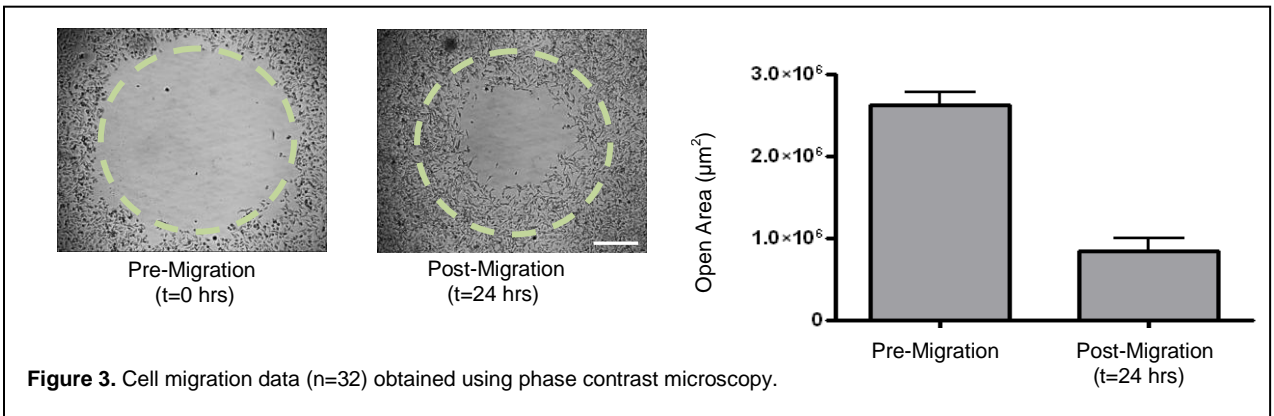 Pre-Migration
(t=0 hrs)
Post-Migration
(t=24 hrs)
Open Area (µm²)
3.0×10⁶
2.0×10⁶
1.0×10⁶
0
Pre-Migration
Post-Migration
(t=24 hrs)
Figure 3. Cell migration data (n=32) obtained using phase contrast microscopy.